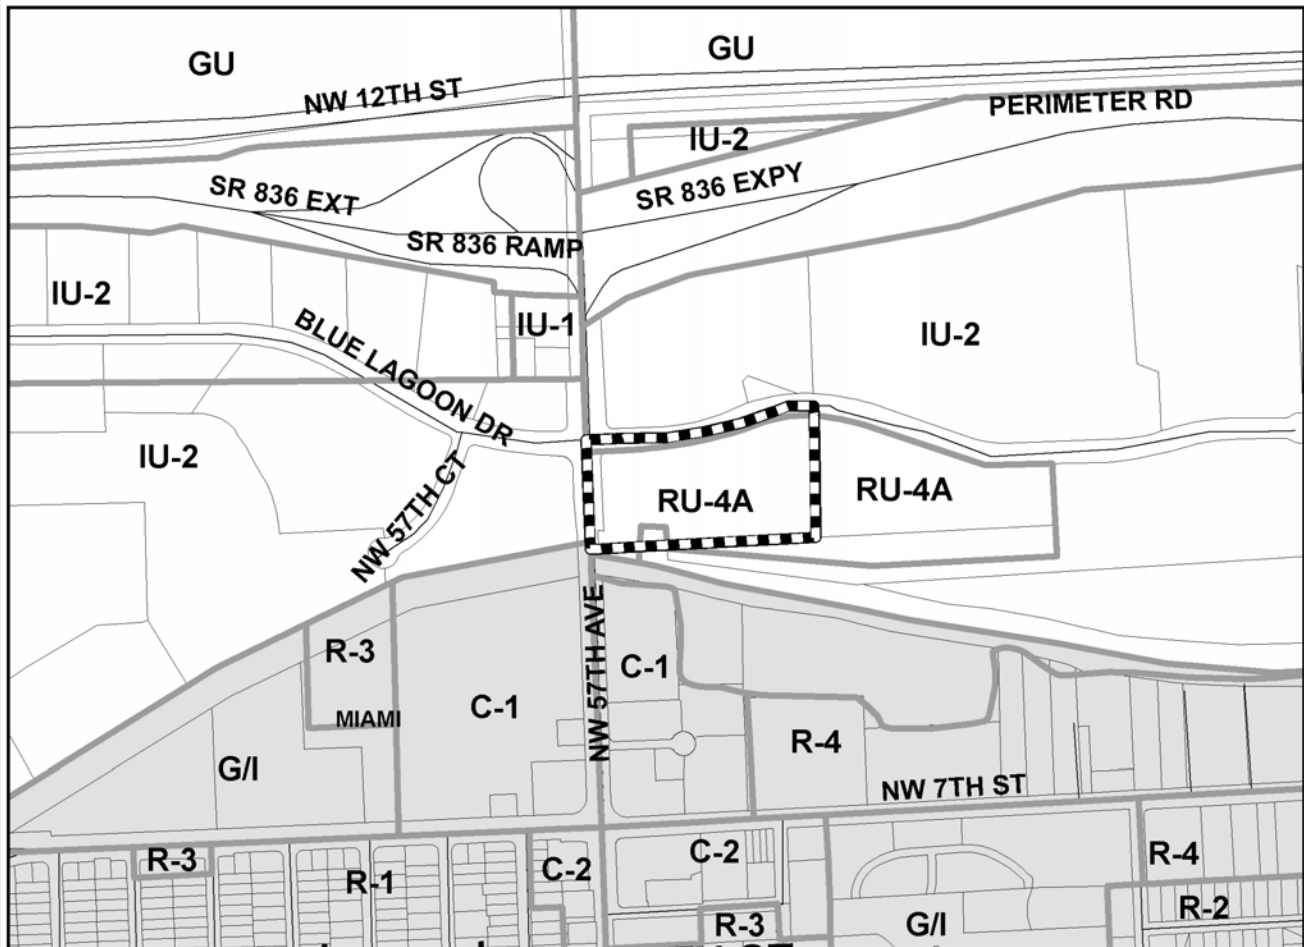 GU
GU
NW 12TH ST
PERIMETER RD
IU-2
SR 836 EXT
SR 836 EXPY
SR 836 RAMP
IU-2
IU-1
IU-2
BLUE LAGOON DR
IU-2
NW 57TH CT
RU-4A
RU-4A
NW 57TH AVE
R-3
C-1
C-1
MIAMI
R-4
G/I
NW 7TH ST
R-3
R-1
C-2
C-2
R-4
R-2
R-3
G/I